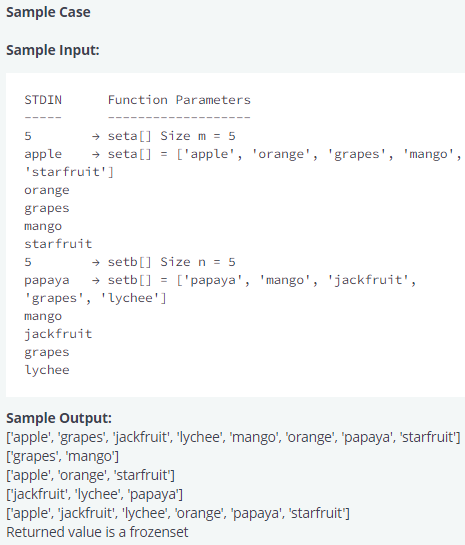 Sample Case
Sample Input:
STDIN      Function Parameters
-----      -------------------
5       → seta[] Size m = 5
apple   → seta[] = ['apple', 'orange', 'grapes', 'mango',
'starfruit']
orange
grapes
mango
starfruit
5       → setb[] Size n = 5
papaya  → setb[] = ['papaya', 'mango', 'jackfruit',
'grapes', 'lychee']
mango
jackfruit
grapes
lychee
Sample Output:
['apple', 'grapes', 'jackfruit', 'lychee', 'mango', 'orange', 'papaya', 'starfruit']
['grapes', 'mango']
['apple', 'orange', 'starfruit']
['jackfruit', 'lychee', 'papaya']
['apple', 'jackfruit', 'lychee', 'orange', 'papaya', 'starfruit']
Returned value is a frozenset